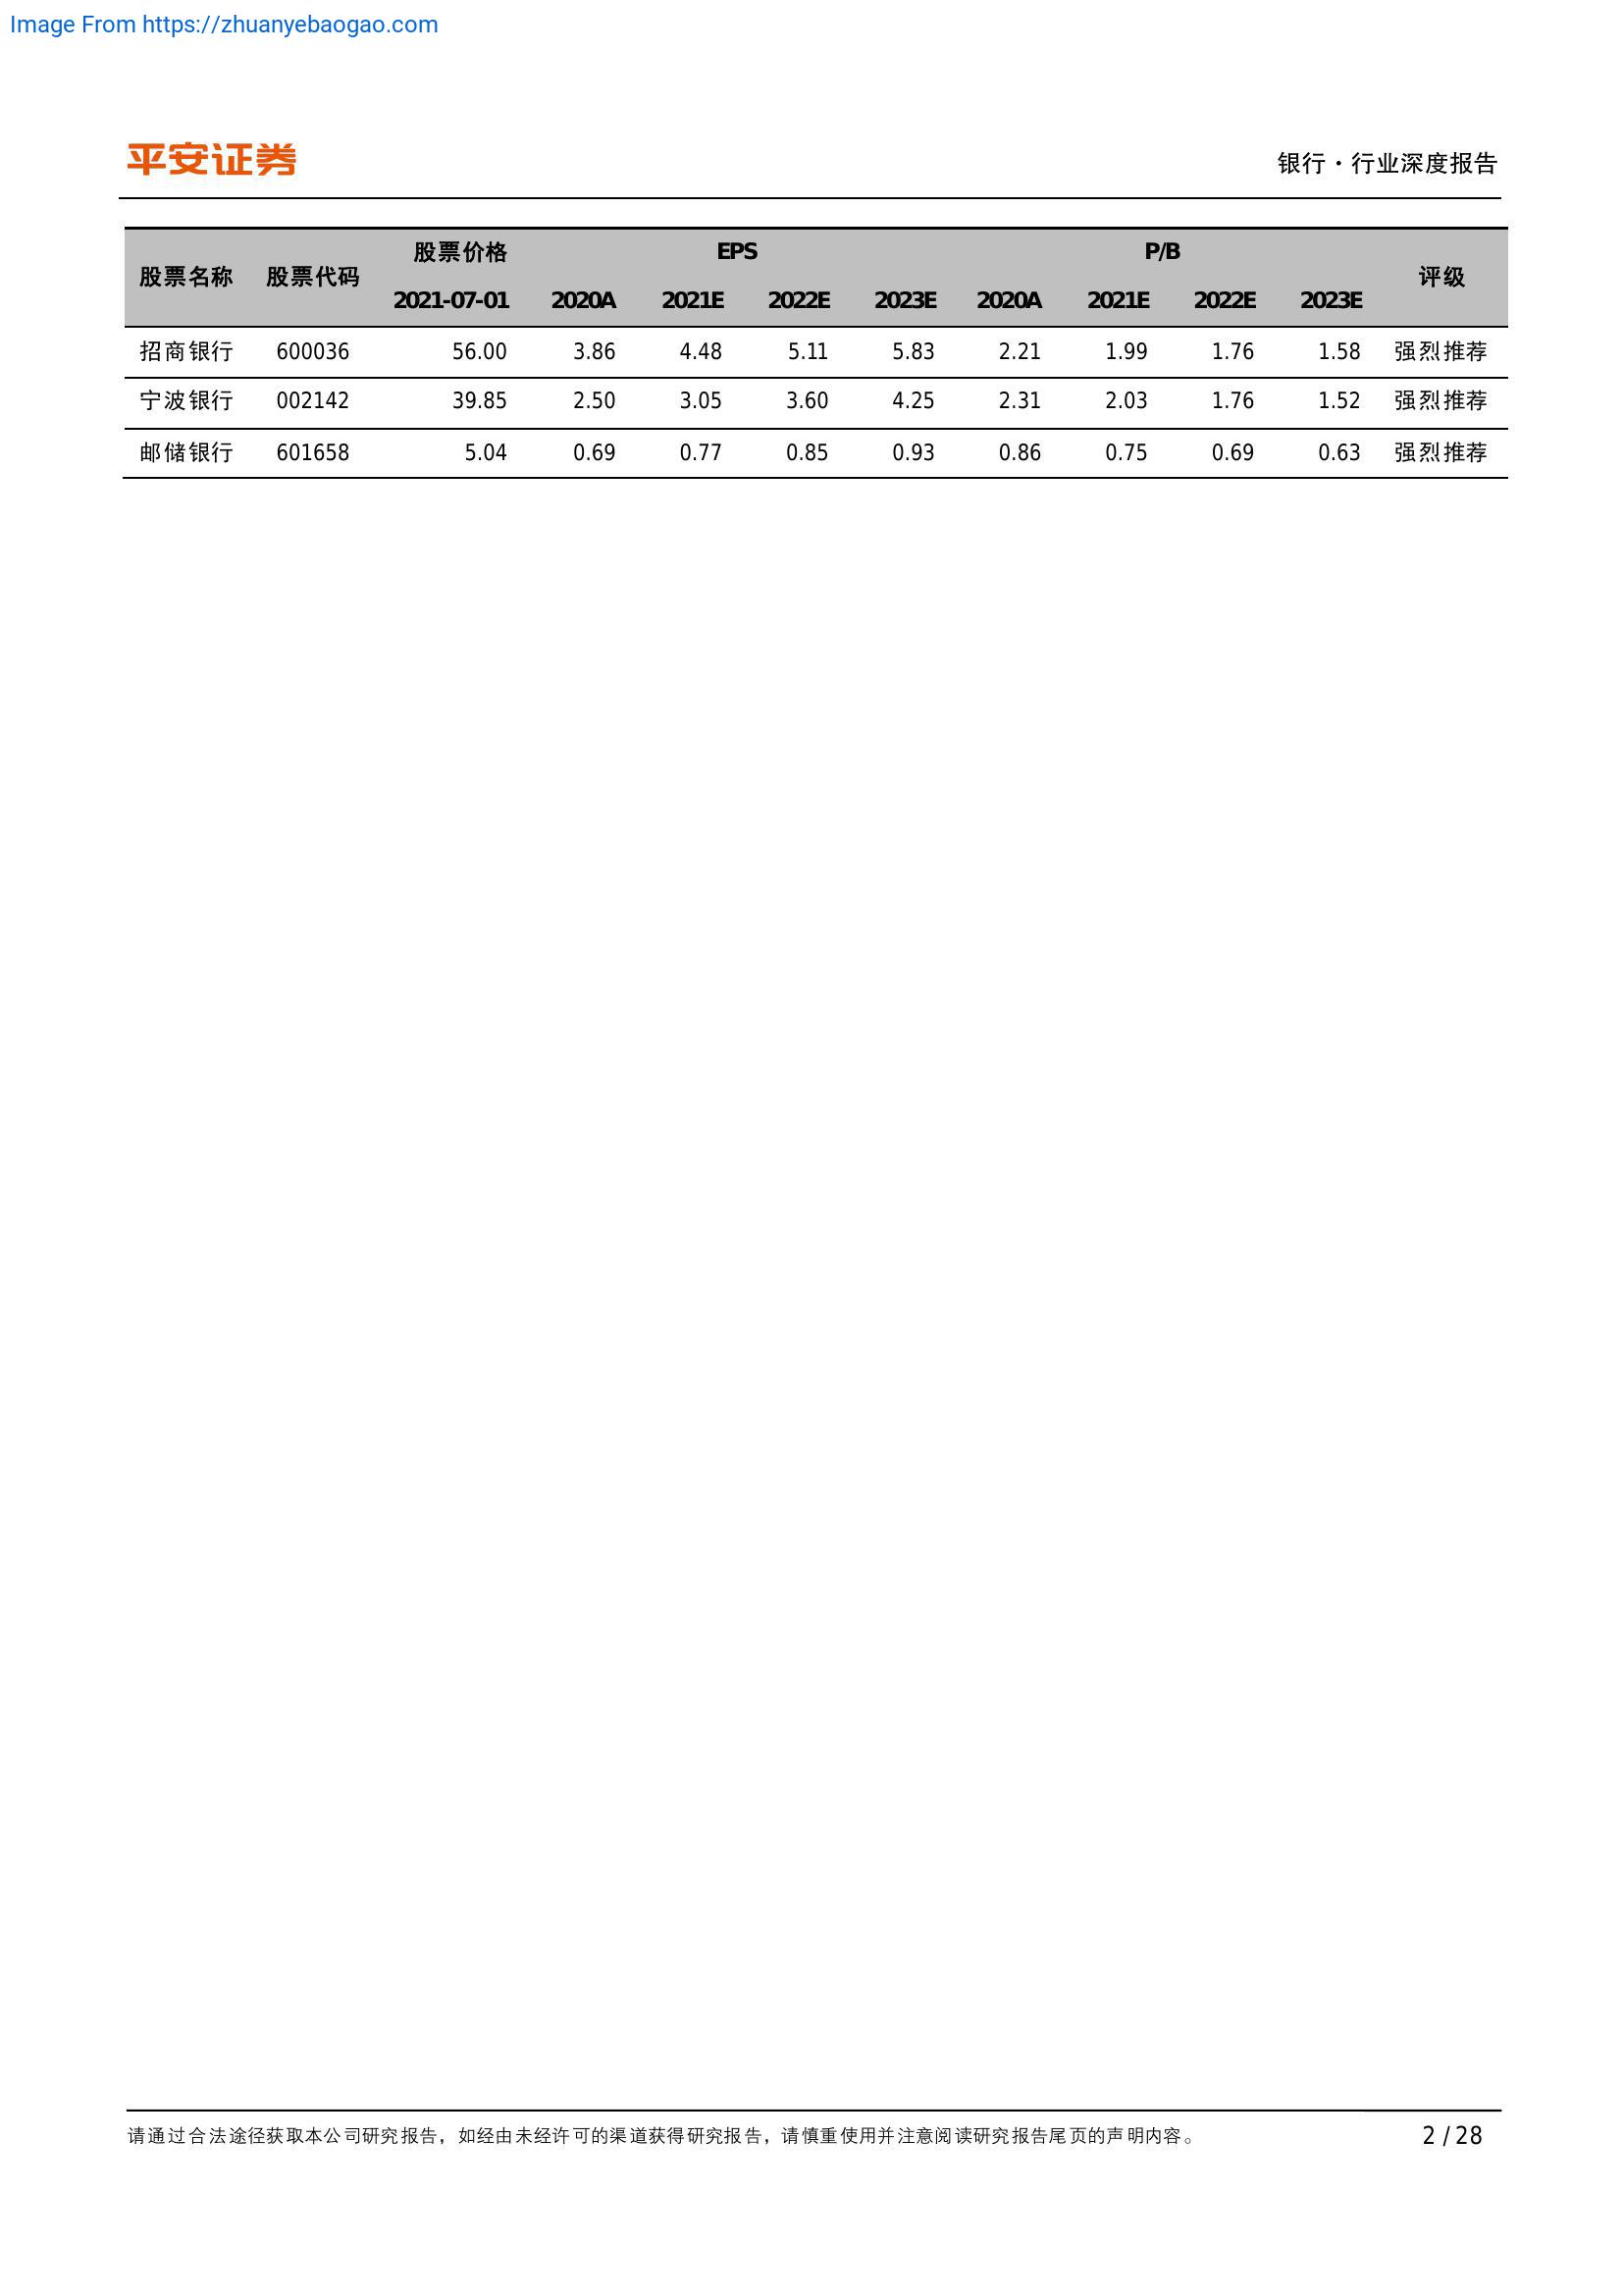 Image From https://zhuanyebaogao.com
平安证券
银行·行业深度报告
股票名称 股票代码 股票价格 EPS P/B 评级
2021-07-01 2020A 2021E 2022E 2023E 2020A 2021E 2022E 2023E
招商银行 600036 56.00 3.86 4.48 5.11 5.83 2.21 1.99 1.76 1.58 强烈推荐
宁波银行 002142 39.85 2.50 3.05 3.60 4.25 2.31 2.03 1.76 1.52 强烈推荐
邮储银行 601658 5.04 0.69 0.77 0.85 0.93 0.86 0.75 0.69 0.63 强烈推荐
请通过合法途径获取本公司研究报告，如经由未经许可的渠道获得研究报告，请慎重使用并注意阅读研究报告尾页的声明内容。 2 / 28